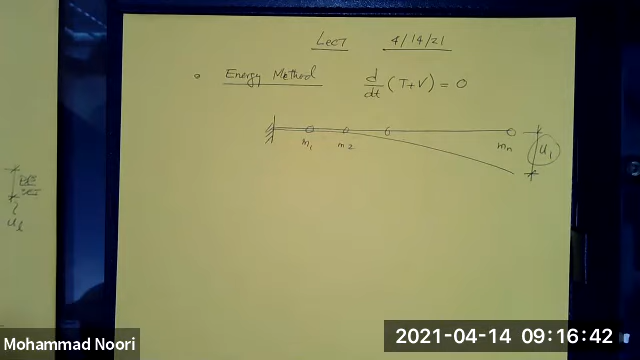 Lect 4/14/21
Energy Method d/dt (T+V) = 0
m1 m2 mn u1
Mohammad Noori
2021-04-14 09:16:42